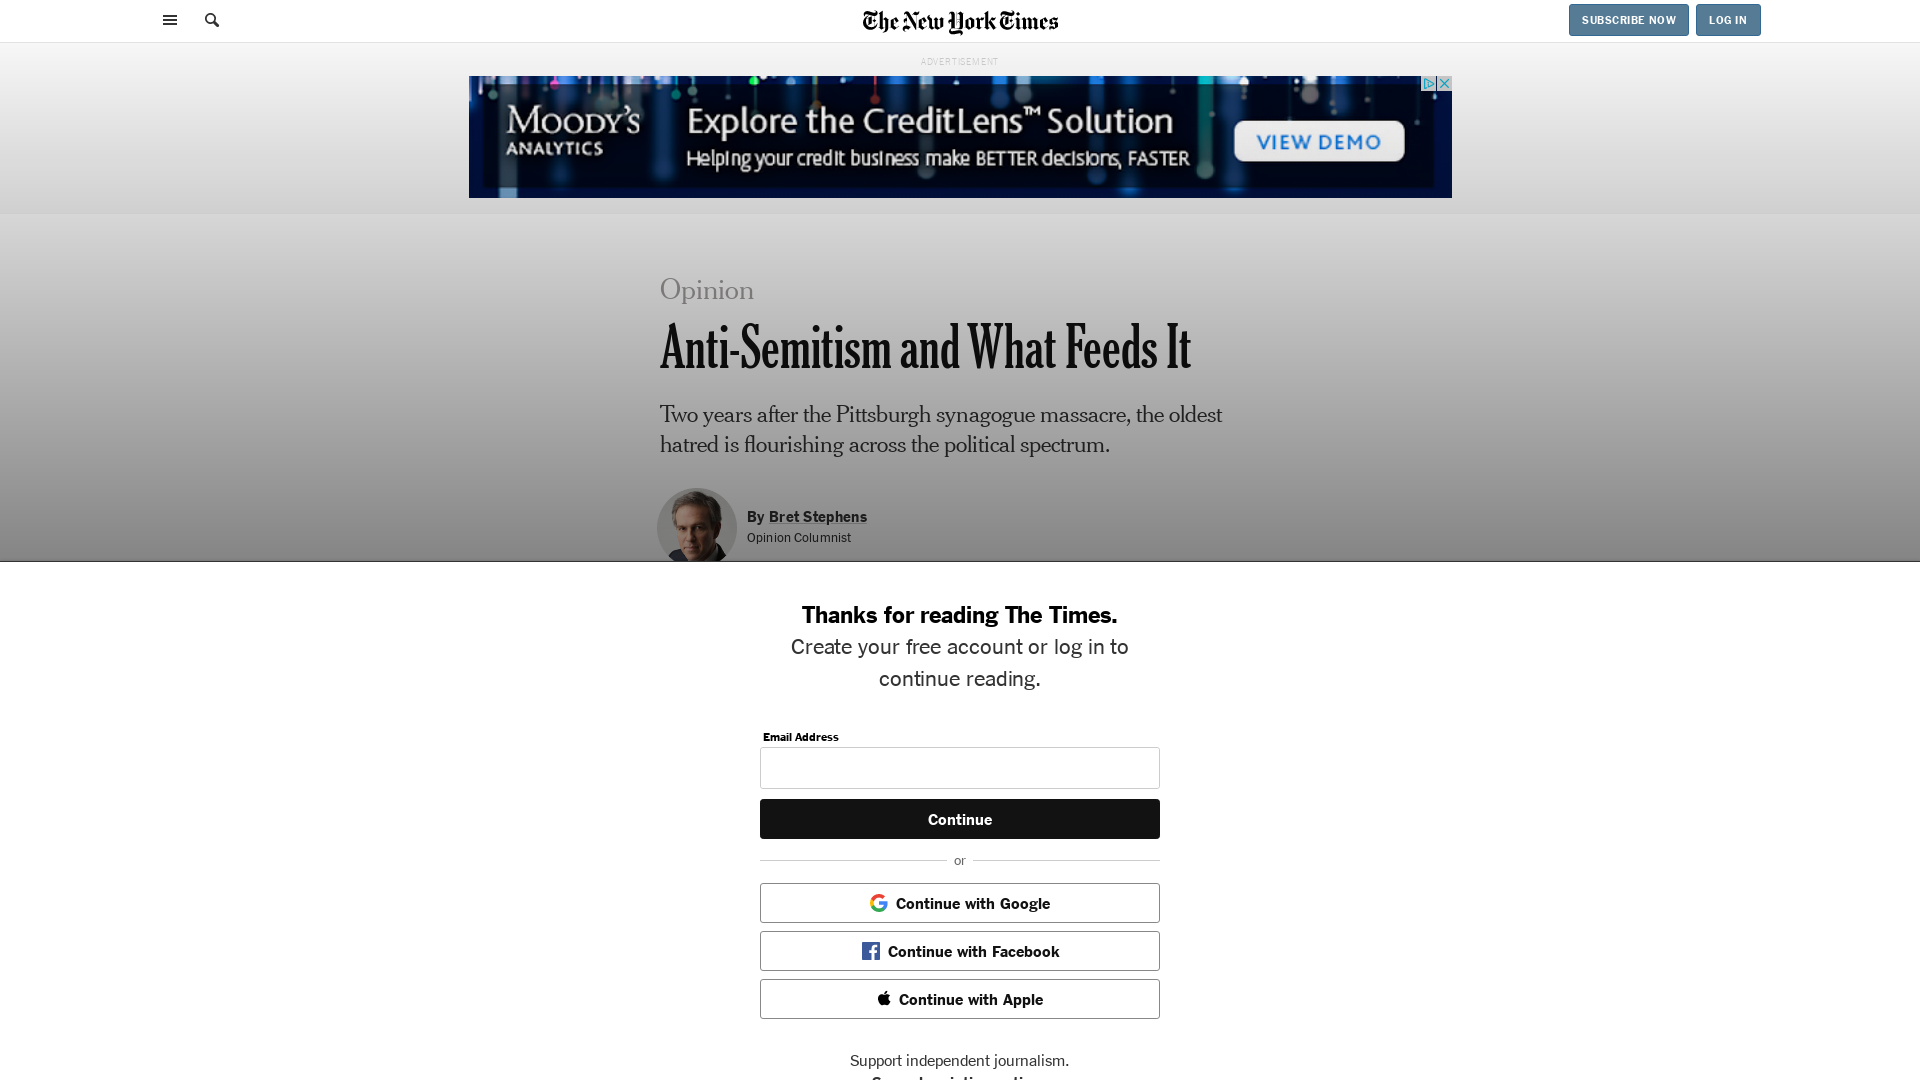 The New York Times
SUBSCRIBE NOW
LOG IN
ADVERTISEMENT
MOODY'S
ANALYTICS
Explore the CreditLens™ Solution
Helping your credit business make BETTER decisions, FASTER
VIEW DEMO
Opinion
Anti-Semitism and What Feeds It
Two years after the Pittsburgh synagogue massacre, the oldest
hatred is flourishing across the political spectrum.
By Bret Stephens
Opinion Columnist
Thanks for reading The Times.
Create your free account or log in to
continue reading.
Email Address
Continue
or
Continue with Google
Continue with Facebook
Continue with Apple
Support independent journalism.